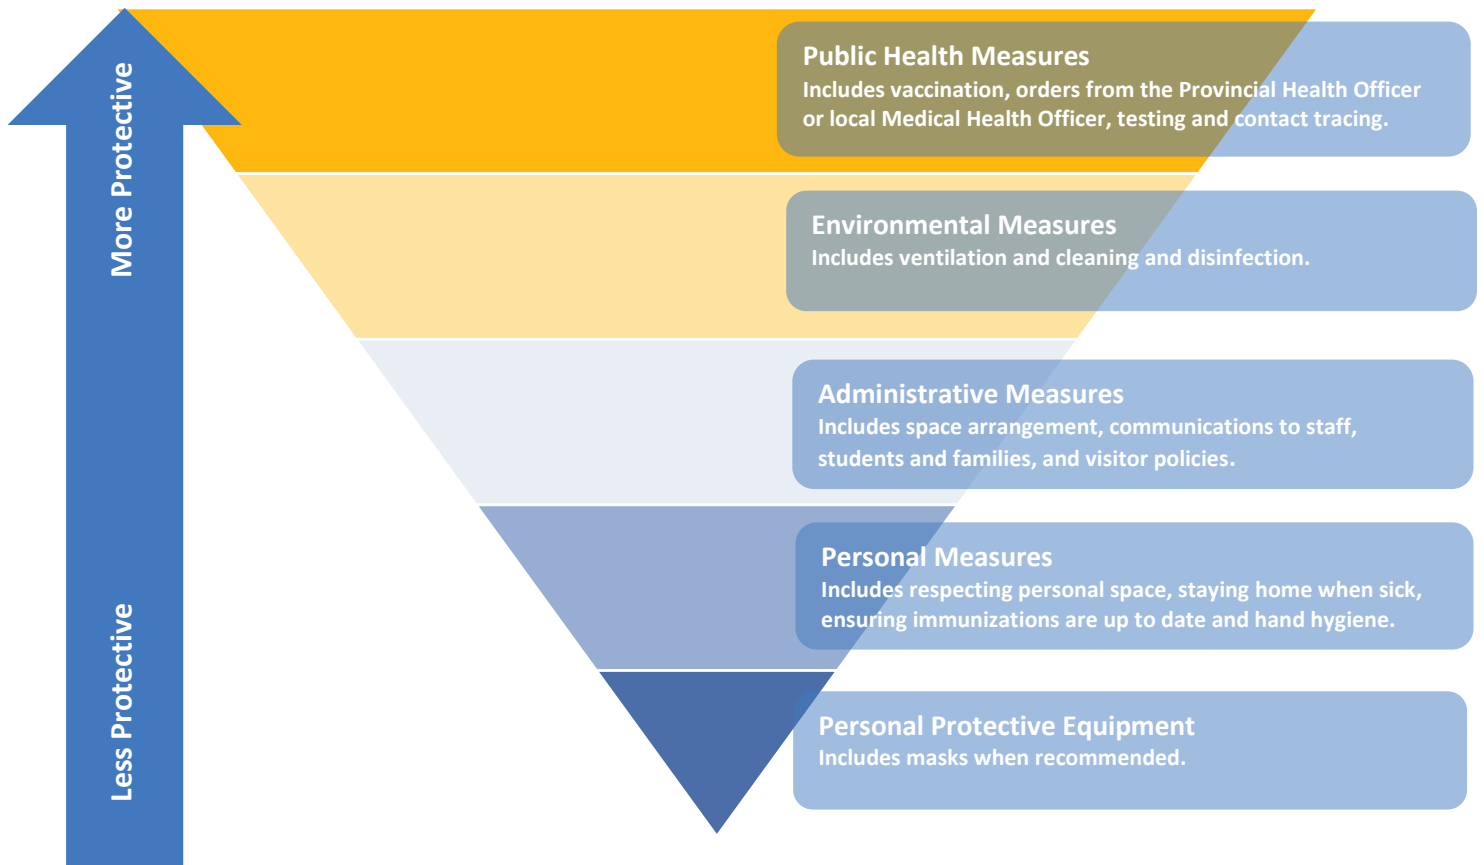 More Protective
Less Protective
Public Health Measures
Includes vaccination, orders from the Provincial Health Officer
or local Medical Health Officer, testing and contact tracing.
Environmental Measures
Includes ventilation and cleaning and disinfection.
Administrative Measures
Includes space arrangement, communications to staff,
students and families, and visitor policies.
Personal Measures
Includes respecting personal space, staying home when sick,
ensuring immunizations are up to date and hand hygiene.
Personal Protective Equipment
Includes masks when recommended.